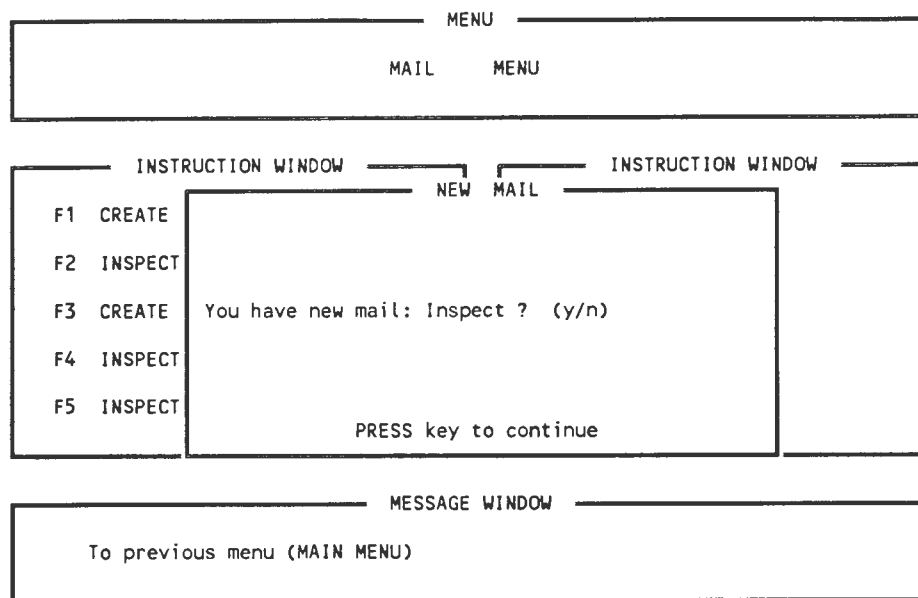 MENU
MAIL MENU
INSTRUCTION WINDOW INSTRUCTION WINDOW
NEW MAIL
F1 CREATE
F2 INSPECT
F3 CREATE You have new mail: Inspect ? (y/n)
F4 INSPECT
F5 INSPECT
PRESS key to continue
MESSAGE WINDOW
To previous menu (MAIN MENU)